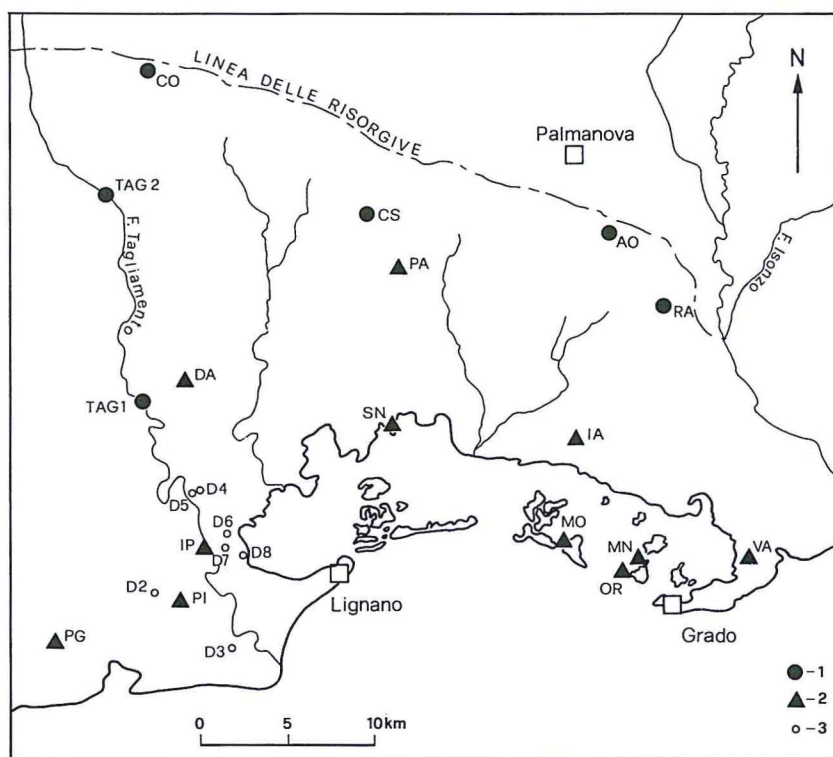 N
CO
LINEA DELLE RISORGIVE
Palmanova
TAG 2
CS
AO
F. Tagliamento
PA
F. Isonzo
RA
DA
TAG1
SN
IA
D4
D5
D6
MO
IP
D7
D8
MN
VA
OR
D2
PI
Lignano
Grado
PG
D3
-1
-2
-3
0 5 10 km